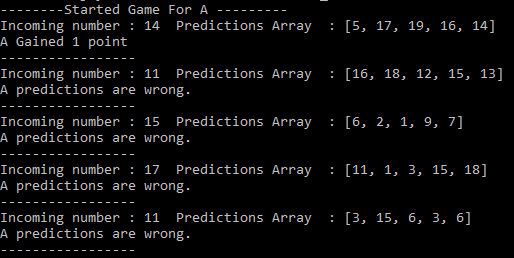 --------Started Game For A ---------
Incoming number : 14  Predictions Array  : [5, 17, 19, 16, 14]
A Gained 1 point
-----------------
Incoming number : 11  Predictions Array  : [16, 18, 12, 15, 13]
A predictions are wrong.
-----------------
Incoming number : 15  Predictions Array  : [6, 2, 1, 9, 7]
A predictions are wrong.
-----------------
Incoming number : 17  Predictions Array  : [11, 1, 3, 15, 18]
A predictions are wrong.
-----------------
Incoming number : 11  Predictions Array  : [3, 15, 6, 3, 6]
A predictions are wrong.
-----------------